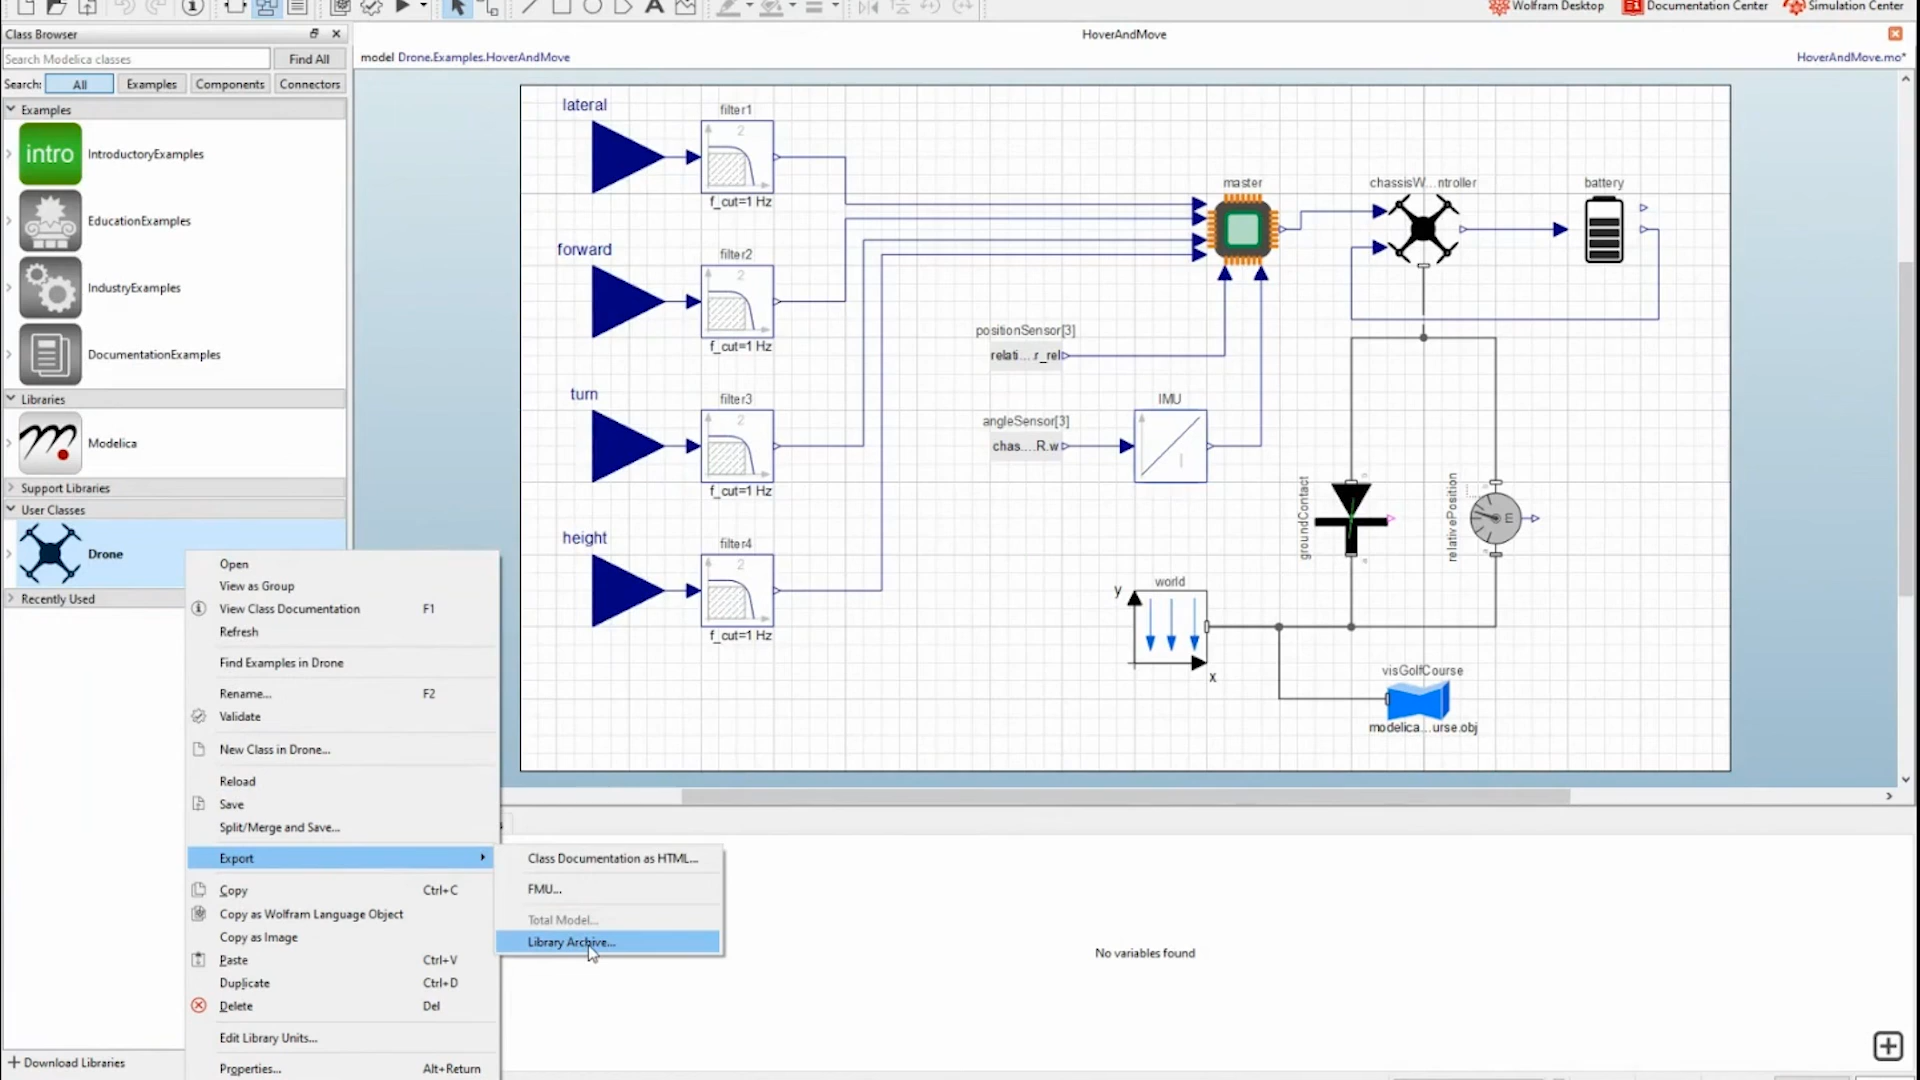 Wolfram Desktop
Documentation Center
Simulation Center
Class Browser
HoverAndMove
Search Modelica classes
Find All
model Drone.Examples.HoverAndMove
HoverAndMove.mo*
Search:
All
Examples
Components
Connectors
Examples
intro
IntroductoryExamples
EducationExamples
IndustryExamples
DocumentationExamples
Libraries
Modelica
Support Libraries
User Classes
Drone
Recently Used
Download Libraries
Open
View as Group
View Class Documentation F1
Refresh
Find Examples in Drone
Rename... F2
Validate
New Class in Drone...
Reload
Save
Split/Merge and Save...
Export
Copy Ctrl+C
Copy as Wolfram Language Object
Copy as Image
Paste Ctrl+V
Duplicate Ctrl+D
Delete Del
Edit Library Units...
Properties... Alt+Return
Class Documentation as HTML...
FMU...
Total Model...
Library Archive...
lateral
filter1
2
f_cut=1 Hz
forward
filter2
2
f_cut=1 Hz
turn
filter3
2
f_cut=1 Hz
height
filter4
2
f_cut=1 Hz
master
chassisW...ntroller
battery
positionSensor[3]
relati....r_rel
angleSensor[3]
chas....R.w
IMU
I
groundContact
relativePosition
m
a
a
world
y
x
visGolfCourse
modelica...urse.obj
No variables found